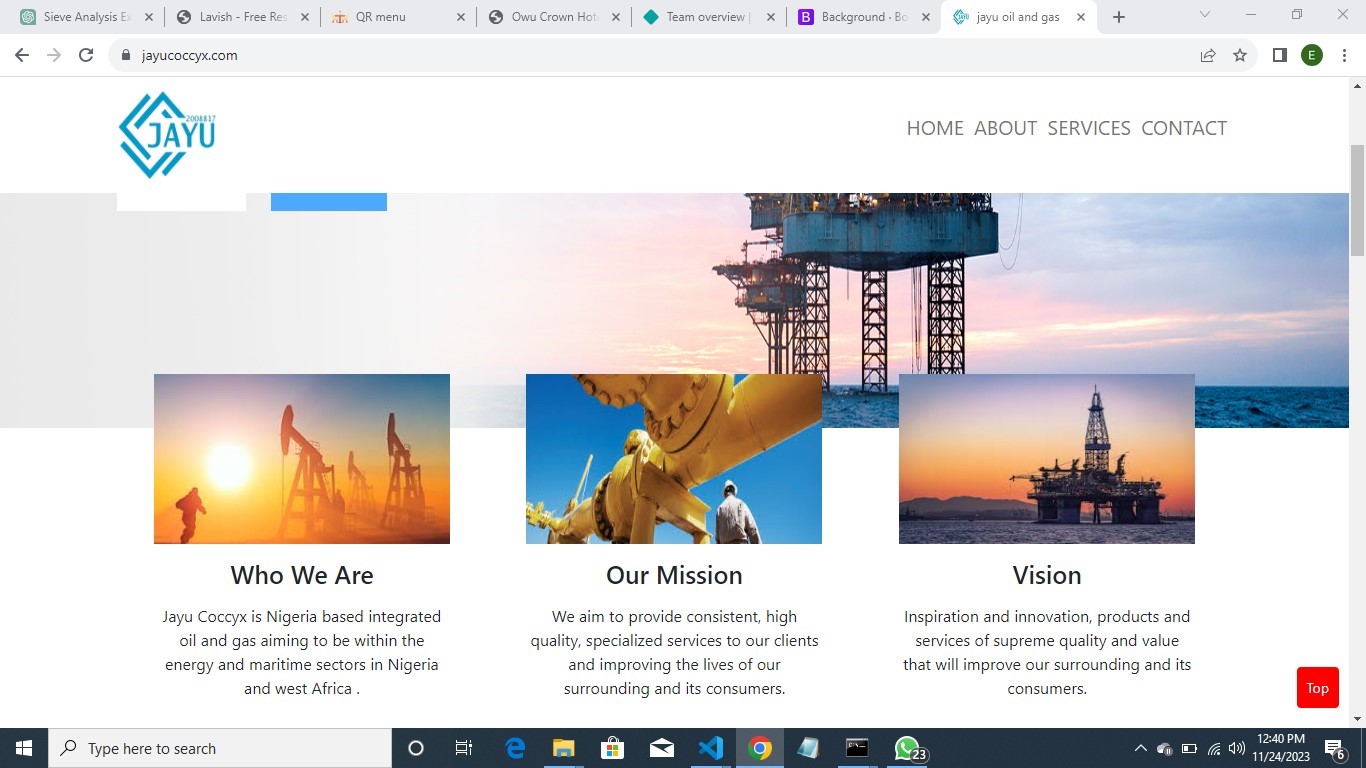 Sieve Analysis Ex
Lavish - Free Res
QR menu
Owu Crown Hot
Team overview |
Background · Bo
jayu oil and gas
jayucoccyx.com
E
2008817
JAYU
HOME ABOUT SERVICES CONTACT
Who We Are
Jayu Coccyx is Nigeria based integrated
oil and gas aiming to be within the
energy and maritime sectors in Nigeria
and west Africa .
Our Mission
We aim to provide consistent, high
quality, specialized services to our clients
and improving the lives of our
surrounding and its consumers.
Vision
Inspiration and innovation, products and
services of supreme quality and value
that will improve our surrounding and its
consumers.
Top
Type here to search
23
12:40 PM
11/24/2023
6